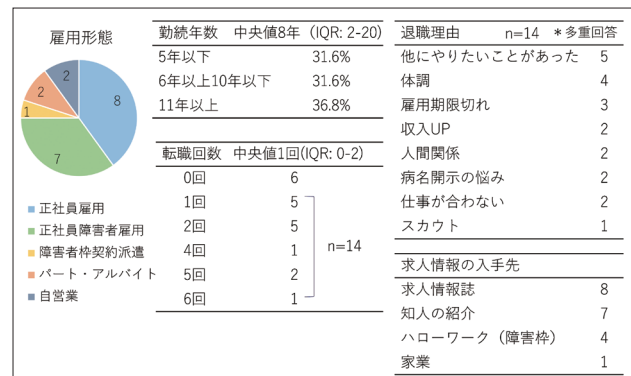 雇用形態
8
7
1
2
2
正社員雇用
正社員障害者雇用
障害者枠契約派遣
パート・アルバイト
自営業
勤続年数 中央値8年 (IQR: 2-20)
5年以下 31.6%
6年以上10年以下 31.6%
11年以上 36.8%
転職回数 中央値1回(IQR: 0-2)
0回 6
1回 5
2回 5
4回 1
5回 2
6回 1
n=14
退職理由 n=14 *多重回答
他にやりたいことがあった 5
体調 4
雇用期限切れ 3
収入UP 2
人間関係 2
病名開示の悩み 2
仕事が合わない 2
スカウト 1
求人情報の入手先
求人情報誌 8
知人の紹介 7
ハローワーク（障害枠） 4
家業 1